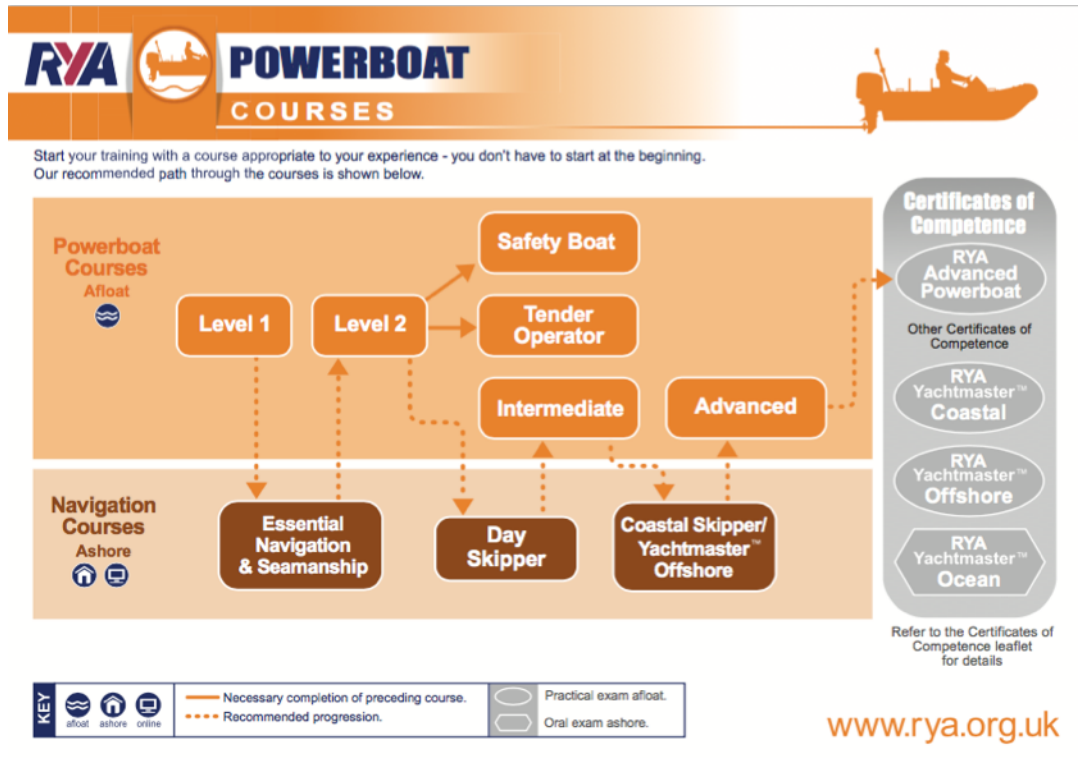 RYA
POWERBOAT
COURSES
Start your training with a course appropriate to your experience - you don't have to start at the beginning.
Our recommended path through the courses is shown below.
Powerboat
Courses
Afloat
Level 1
Level 2
Safety Boat
Tender
Operator
Intermediate
Advanced
Navigation
Courses
Ashore
Essential
Navigation
& Seamanship
Day
Skipper
Coastal Skipper/
Yachtmaster™
Offshore
Certificates of
Competence
RYA
Advanced
Powerboat
Other Certificates of
Competence
RYA
Yachtmaster™
Coastal
RYA
Yachtmaster™
Offshore
RYA
Yachtmaster™
Ocean
Refer to the Certificates of
Competence leaflet
for details
KEY
afloat ashore online
Necessary completion of preceding course.
Recommended progression.
Practical exam afloat.
Oral exam ashore.
www.rya.org.uk